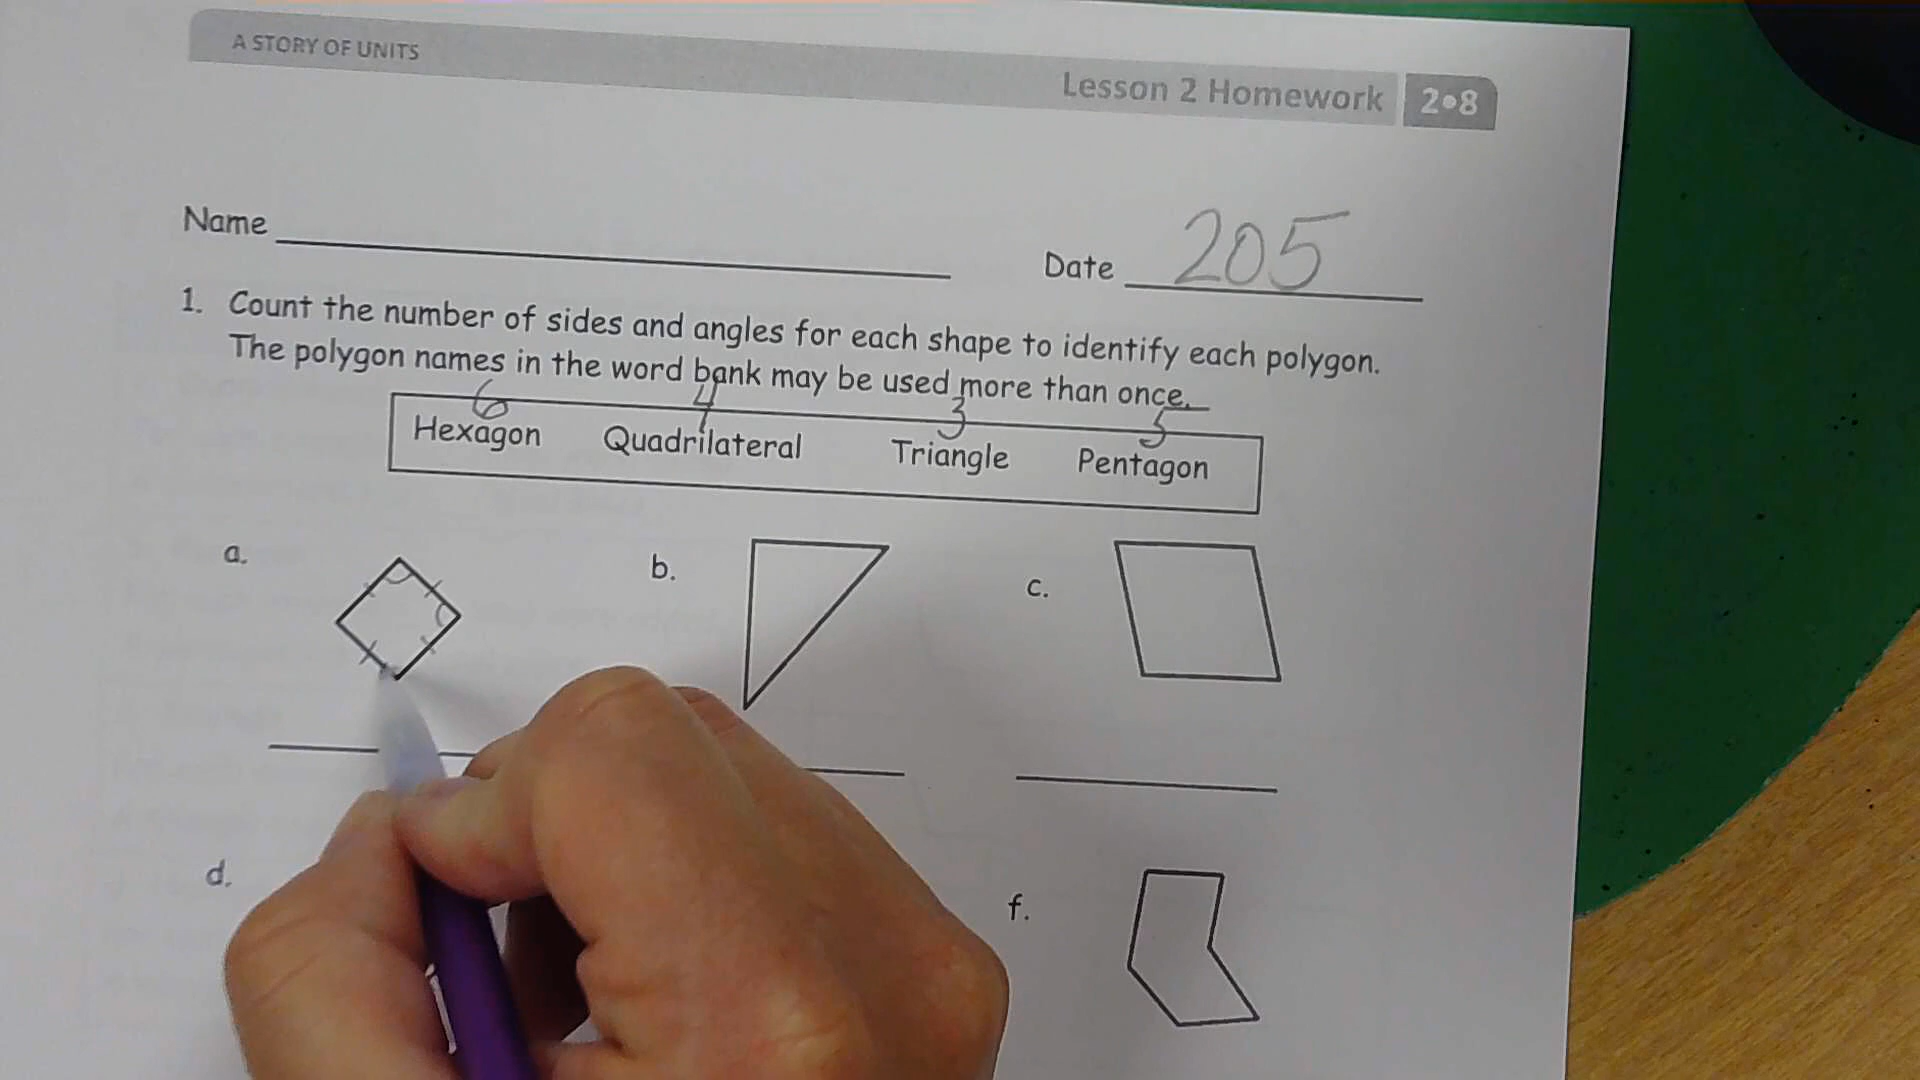 A STORY OF UNITS
Lesson 2 Homework 2•8
Name
Date 205
1. Count the number of sides and angles for each shape to identify each polygon.
The polygon names in the word bank may be used more than once.
6 4 3 5
Hexagon Quadrilateral Triangle Pentagon
a. b. c.
d. f.